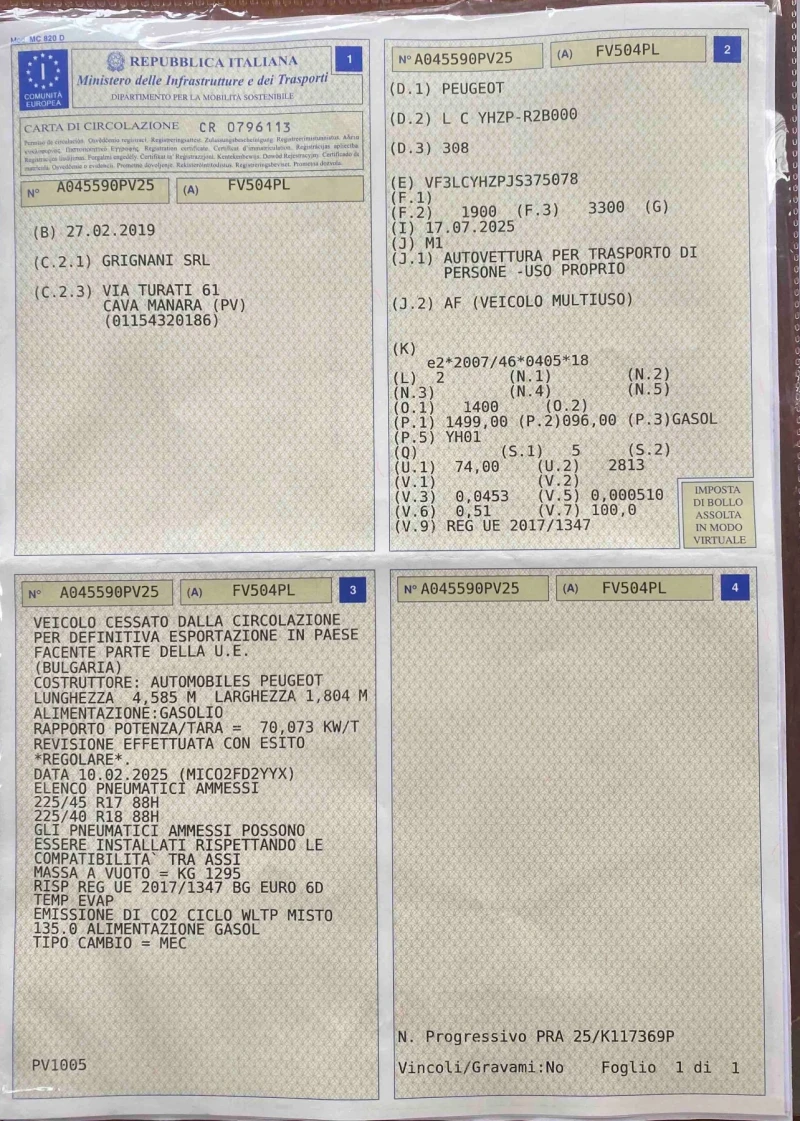 Mod. MC 820 D
COMUNITÀ
EUROPEA
I
REPUBBLICA ITALIANA
1
Ministero delle Infrastrutture e dei Trasporti
DIPARTIMENTO PER LA MOBILITÀ SOSTENIBILE
CARTA DI CIRCOLAZIONE CR 0796113
N° A045590PV25 (A) FV504PL
(B) 27.02.2019
(C.2.1) GRIGNANI SRL
(C.2.3) VIA TURATI 61
CAVA MANARA (PV)
(01154320186)
N° A045590PV25 (A) FV504PL 2
(D.1) PEUGEOT
(D.2) L C YHZP-R2B000
(D.3) 308
(E) VF3LCYHZPJS375078
(F.1)
(F.2) 1900 (F.3) 3300 (G)
(I) 17.07.2025
(J) M1
(J.1) AUTOVETTURA PER TRASPORTO DI
PERSONE -USO PROPRIO
(J.2) AF (VEICOLO MULTIUSO)
(K)
e2*2007/46*0405*18
(L) 2 (N.1) (N.2)
(N.3) (N.4) (N.5)
(O.1) 1400 (O.2)
(P.1) 1499,00 (P.2)096,00 (P.3)GASOL
(P.5) YH01
(Q) (S.1) 5 (S.2)
(U.1) 74,00 (U.2) 2813
(V.1) (V.2)
(V.3) 0,0453 (V.5) 0,000510
(V.6) 0,51 (V.7) 100,0
(V.9) REG UE 2017/1347
IMPOSTA
DI BOLLO
ASSOLTA
IN MODO
VIRTUALE
N° A045590PV25 (A) FV504PL 3
VEICOLO CESSATO DALLA CIRCOLAZIONE
PER DEFINITIVA ESPORTAZIONE IN PAESE
FACENTE PARTE DELLA U.E.
(BULGARIA)
COSTRUTTORE: AUTOMOBILES PEUGEOT
LUNGHEZZA 4,585 M LARGHEZZA 1,804 M
ALIMENTAZIONE:GASOLIO
RAPPORTO POTENZA/TARA = 70,073 KW/T
REVISIONE EFFETTUATA CON ESITO
*REGOLARE*.
DATA 10.02.2025 (MICO2FD2YYX)
ELENCO PNEUMATICI AMMESSI
225/45 R17 88H
225/40 R18 88H
GLI PNEUMATICI AMMESSI POSSONO
ESSERE INSTALLATI RISPETTANDO LE
COMPATIBILITA` TRA ASSI
MASSA A VUOTO = KG 1295
RISP REG UE 2017/1347 BG EURO 6D
TEMP EVAP
EMISSIONE DI CO2 CICLO WLTP MISTO
135.0 ALIMENTAZIONE GASOL
TIPO CAMBIO = MEC
PV1005
N° A045590PV25 (A) FV504PL 4
N. Progressivo PRA 25/K117369P
Vincoli/Gravami:No Foglio 1 di 1